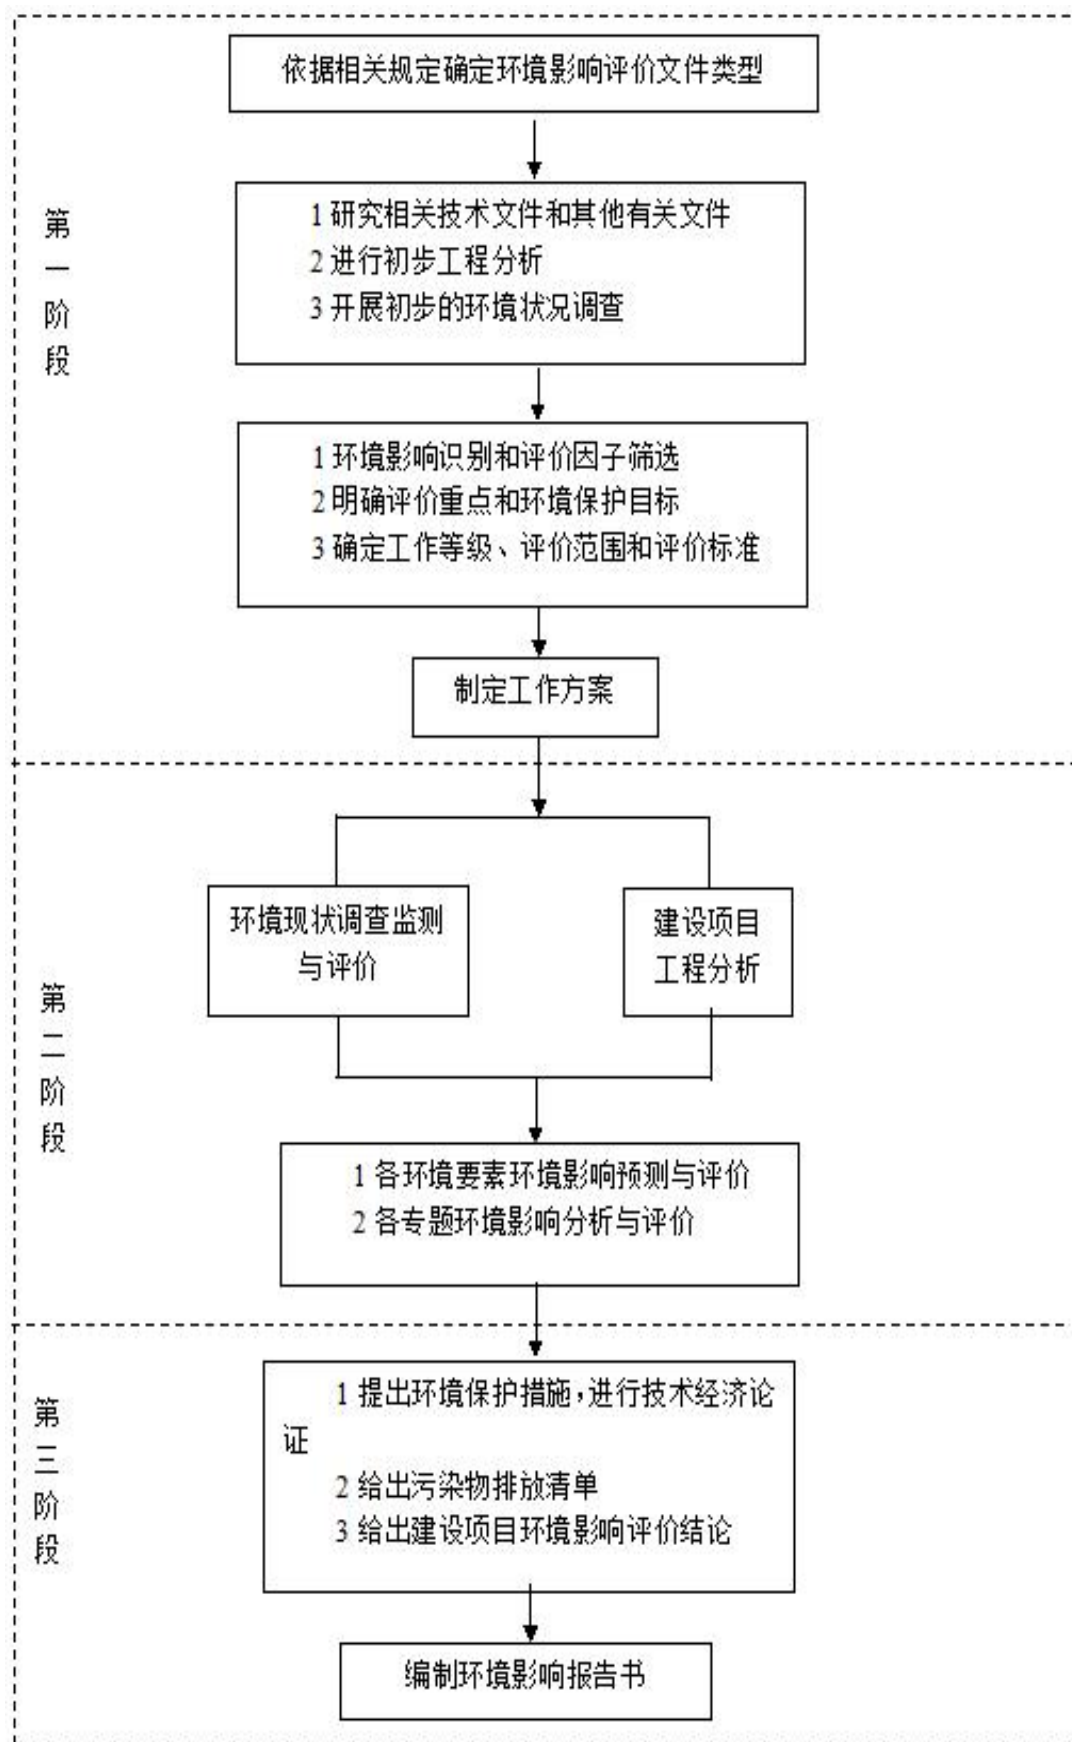 依据相关规定确定环境影响评价文件类型
第一阶段
1 研究相关技术文件和其他有关文件
2 进行初步工程分析
3 开展初步的环境状况调查
1 环境影响识别和评价因子筛选
2 明确评价重点和环境保护目标
3 确定工作等级、评价范围和评价标准
制定工作方案
第二阶段
环境现状调查监测
与评价
建设项目
工程分析
1 各环境要素环境影响预测与评价
2 各专题环境影响分析与评价
第三阶段
1 提出环境保护措施，进行技术经济论
证
2 给出污染物排放清单
3 给出建设项目环境影响评价结论
编制环境影响报告书